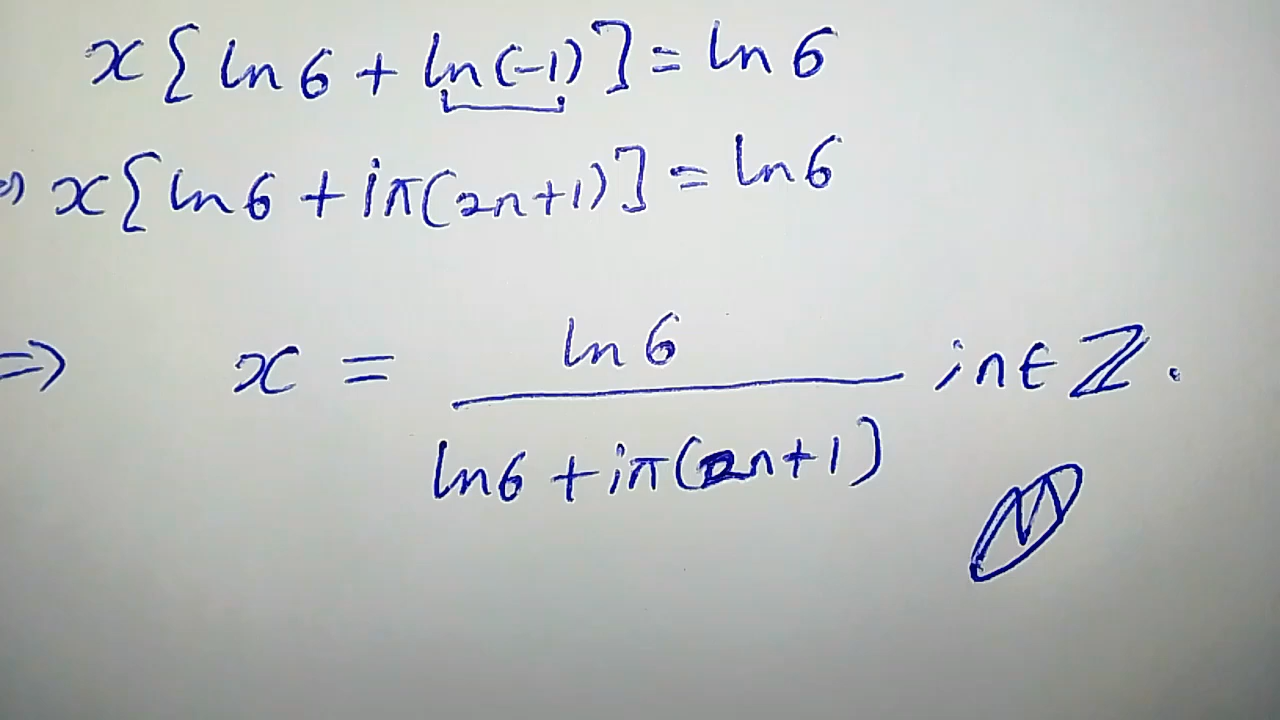 x{ln6 + ln(-1)} = ln6
⇒ x{ln6 + iπ(2n+1)} = ln6
⇒ x = ln6 / (ln6 + iπ(2n+1)) ; n ∈ ℤ.